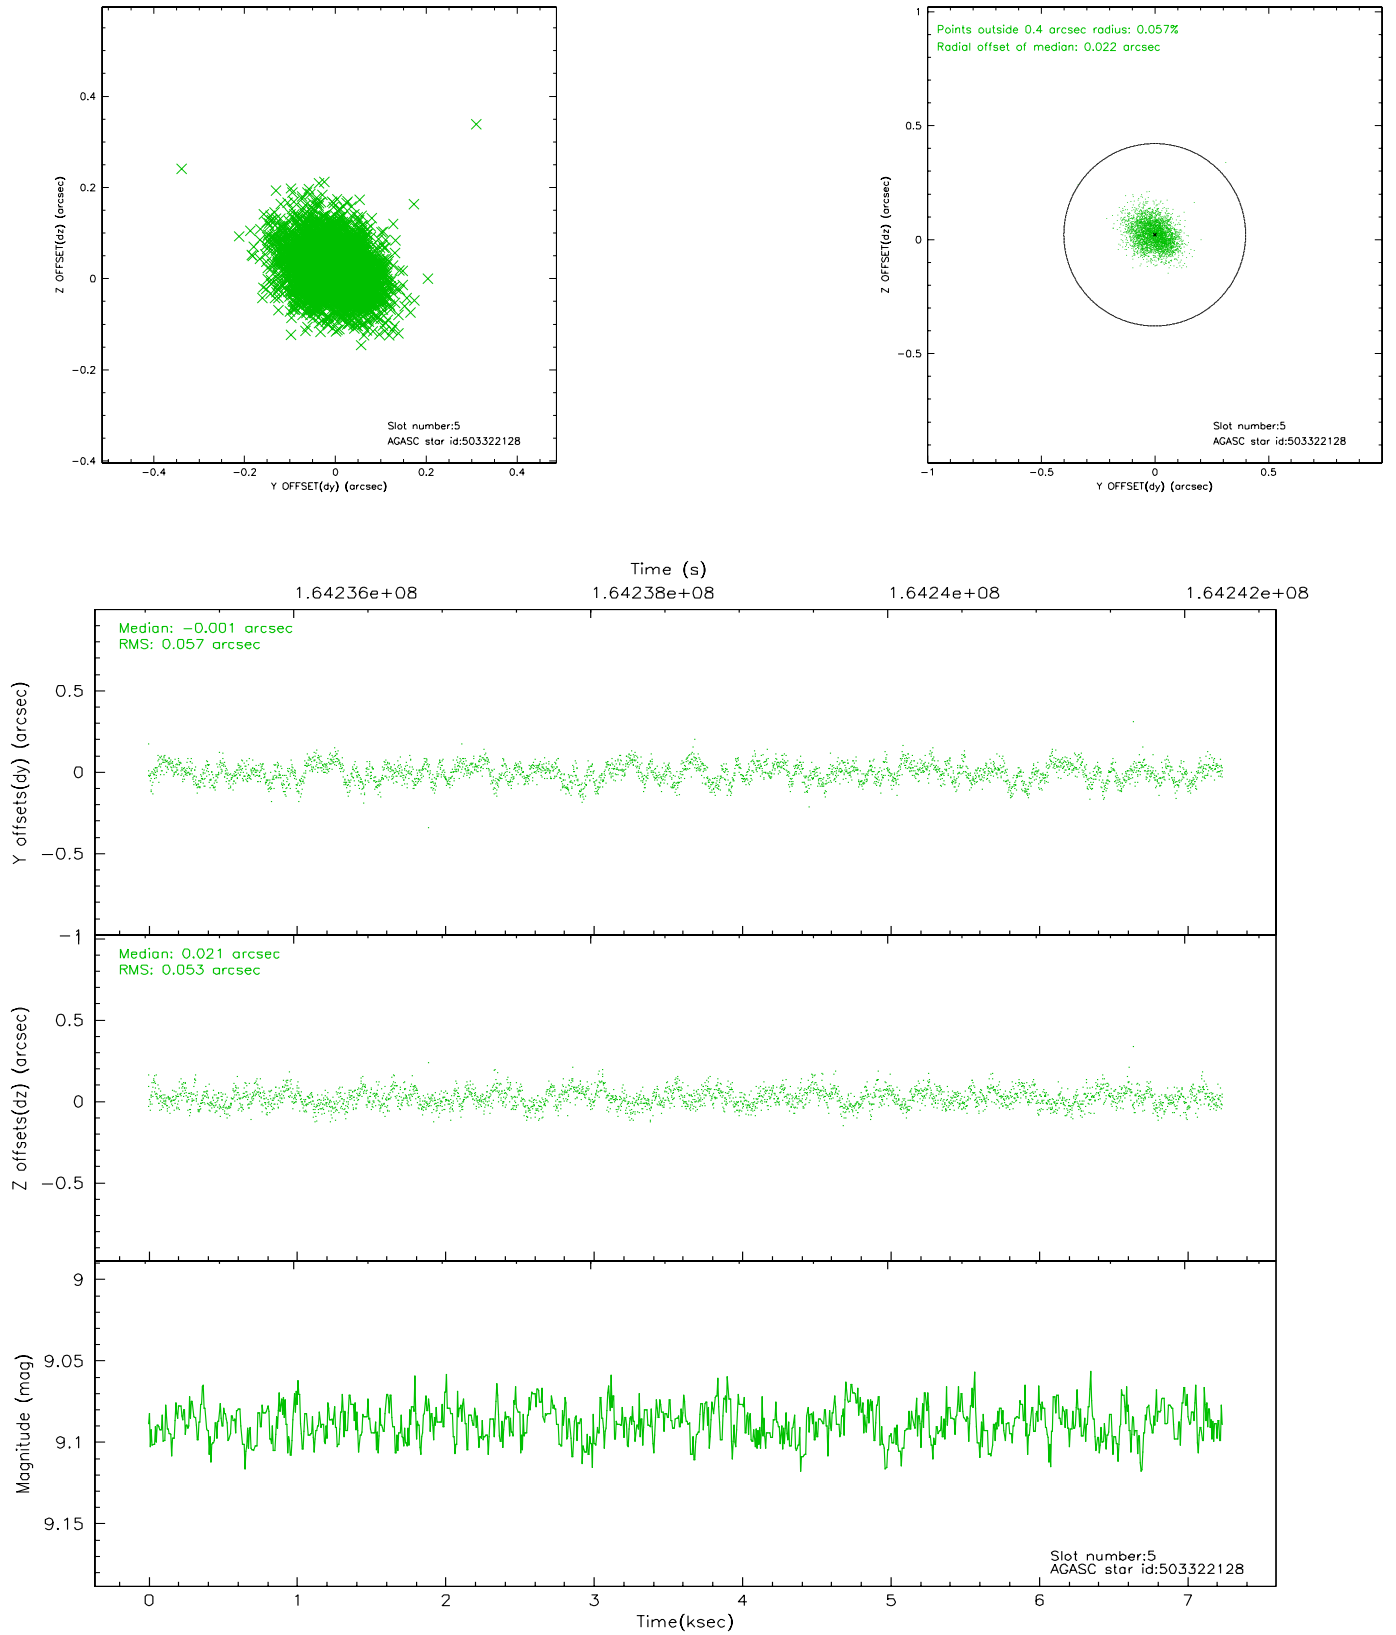 0.4
0.2
0
−0.2
−0.4
−0.4
−0.2
0
0.2
0.4
Z OFFSET(dz) (arcsec)
Y OFFSET(dy) (arcsec)
Slot number:5
AGASC star id:503322128
Points outside 0.4 arcsec radius: 0.057%
Radial offset of median: 0.022 arcsec
1
0.5
0
−0.5
−1
−0.5
0
0.5
Z OFFSET(dz) (arcsec)
Y OFFSET(dy) (arcsec)
Slot number:5
AGASC star id:503322128
Time (s)
1.64236e+08
1.64238e+08
1.6424e+08
1.64242e+08
Median: −0.001 arcsec
RMS: 0.057 arcsec
0.5
0
−0.5
−1
Y offsets(dy) (arcsec)
Median: 0.021 arcsec
RMS: 0.053 arcsec
1
0.5
0
−0.5
Z offsets(dz) (arcsec)
9
9.05
9.1
9.15
Magnitude (mag)
Slot number:5
AGASC star id:503322128
0
1
2
3
4
5
6
7
Time(ksec)